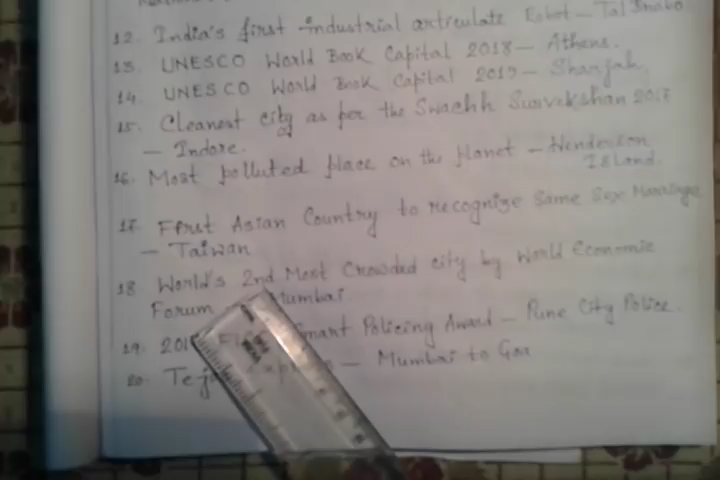 12. India's first industrial articulate Robot - Tal Brabo
13. UNESCO World Book Capital 2018 - Athens.
14. UNESCO World Book Capital 2019 - Sharjah
15. Cleanest city as per the Swachh Survekshan 2017
- Indore.
16. Most polluted place on the planet - Henderson
Island.
17. First Asian Country to recognize Same Sex Marriages
- Taiwan
18. World's 2nd Most Crowded city by World Economic
Forum Mumbai
19. Smart Policing Award - Pune City Police.
20. - Mumbai to Goa